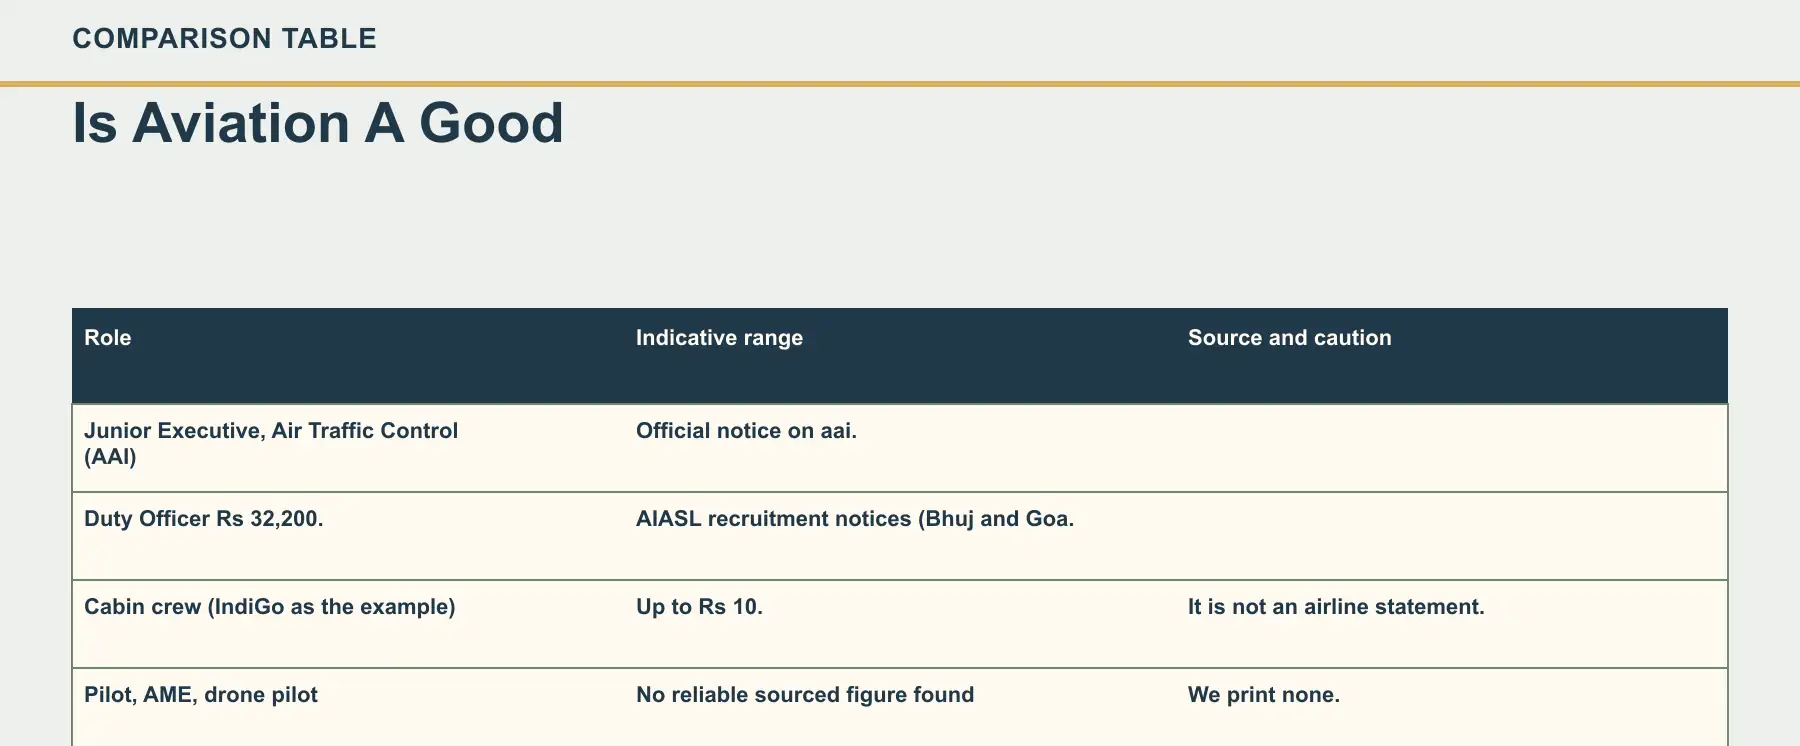 COMPARISON TABLE
Is Aviation A Good
Role Indicative range Source and caution
Junior Executive, Air Traffic Control Official notice on aai.
(AAI)
Duty Officer Rs 32,200. AIASL recruitment notices (Bhuj and Goa.
Cabin crew (IndiGo as the example) Up to Rs 10. It is not an airline statement.
Pilot, AME, drone pilot No reliable sourced figure found We print none.